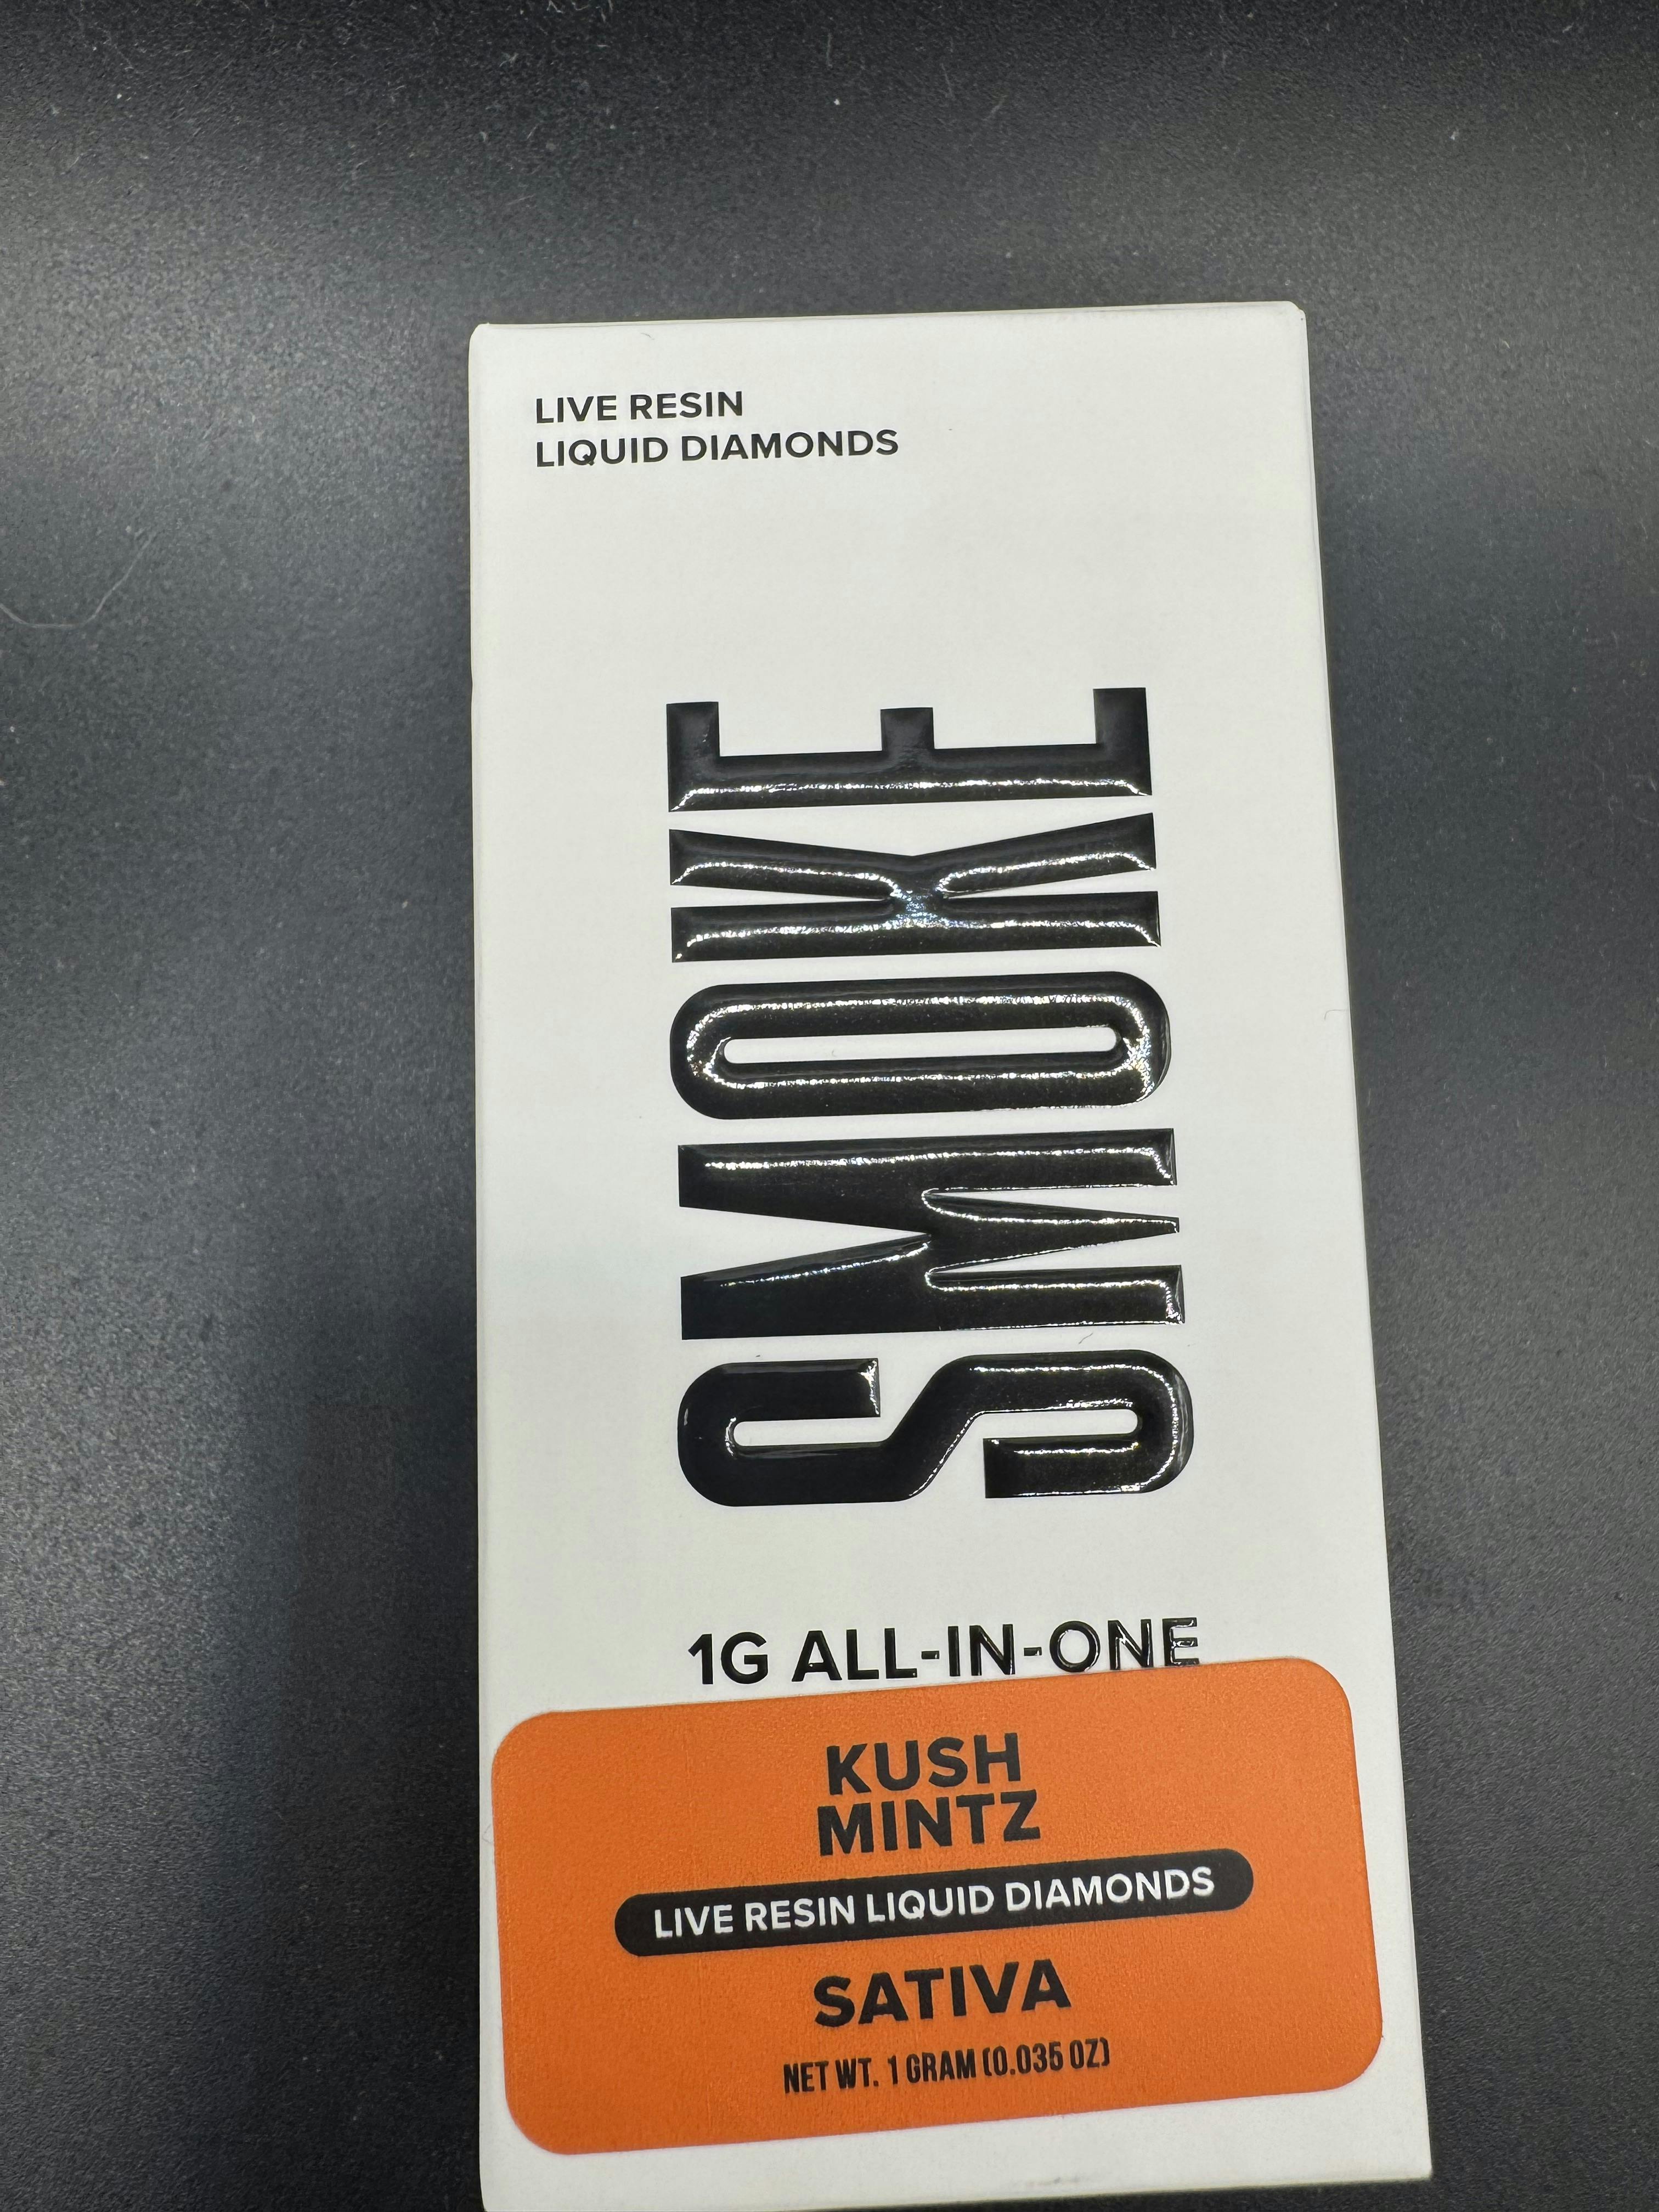 LIVE RESIN
LIQUID DIAMONDS
SMOKE
1G ALL-IN-ONE
KUSH
MINTZ
LIVE RESIN LIQUID DIAMONDS
SATIVA
NET WT. 1 GRAM (0.035 OZ)